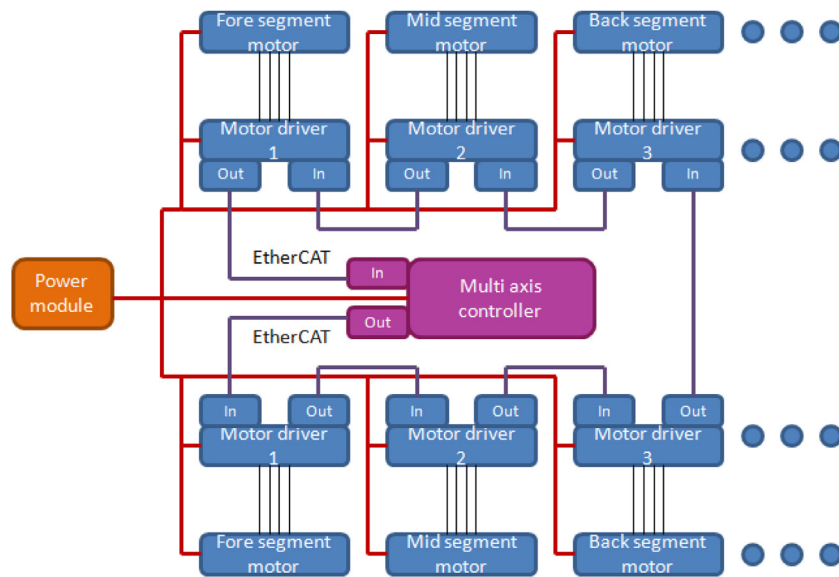 Fore segment
motor
Mid segment
motor
Back segment
motor
Motor driver
1
Motor driver
2
Motor driver
3
Out
In
Out
In
Out
In
EtherCAT
In
Power
module
Multi axis
controller
Out
EtherCAT
In
Out
In
Out
In
Out
Motor driver
1
Motor driver
2
Motor driver
3
Fore segment
motor
Mid segment
motor
Back segment
motor